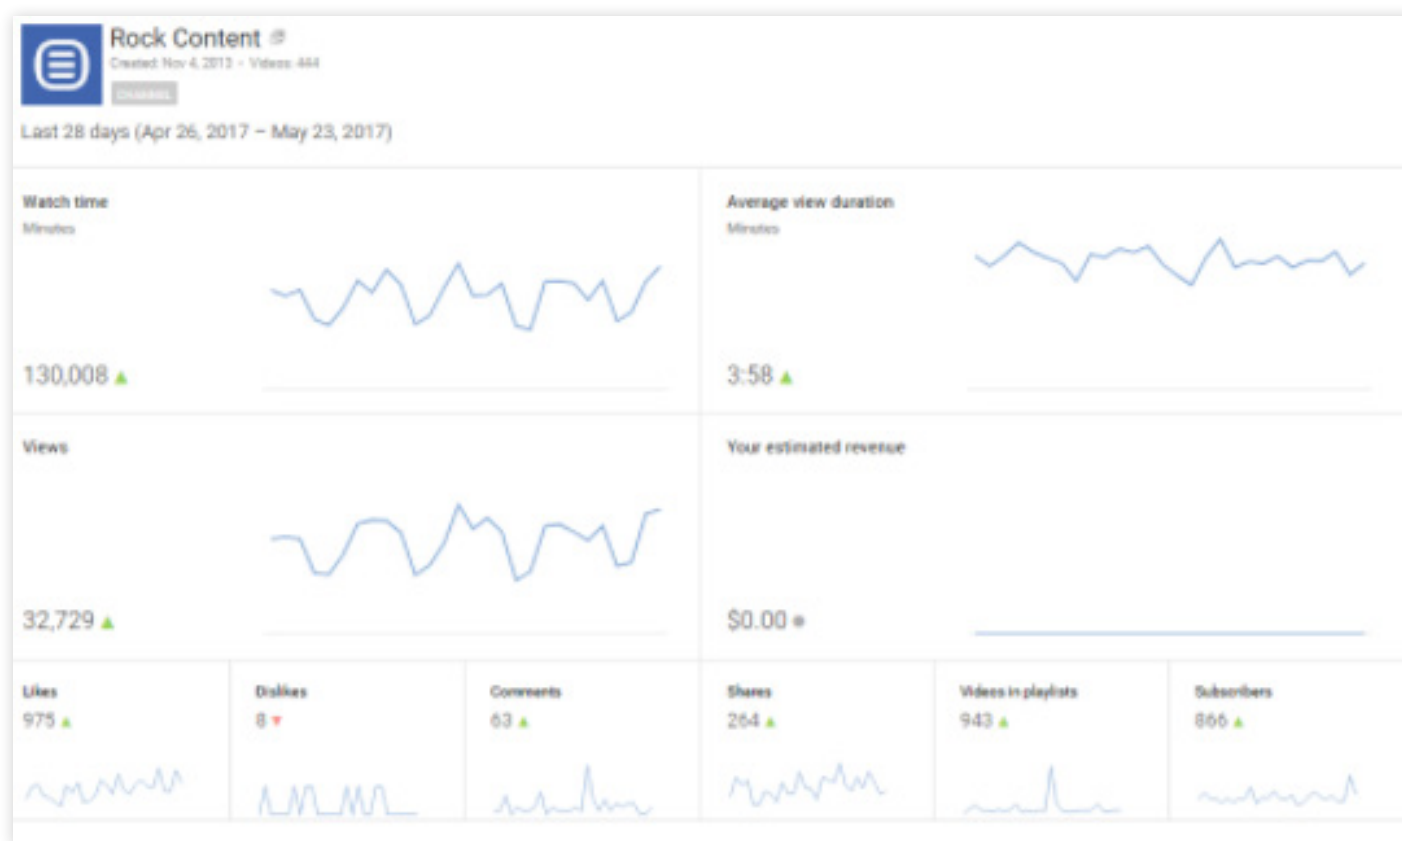 Rock Content
Created: Nov 4, 2013 - Videos: 444
CHANNEL
Last 28 days (Apr 26, 2017 – May 23, 2017)
Watch time
Minutes
130,008
Average view duration
Minutes
3:58
Views
32,729
Your estimated revenue
$0.00
Likes
975
Dislikes
8
Comments
63
Shares
264
Videos in playlists
943
Subscribers
866